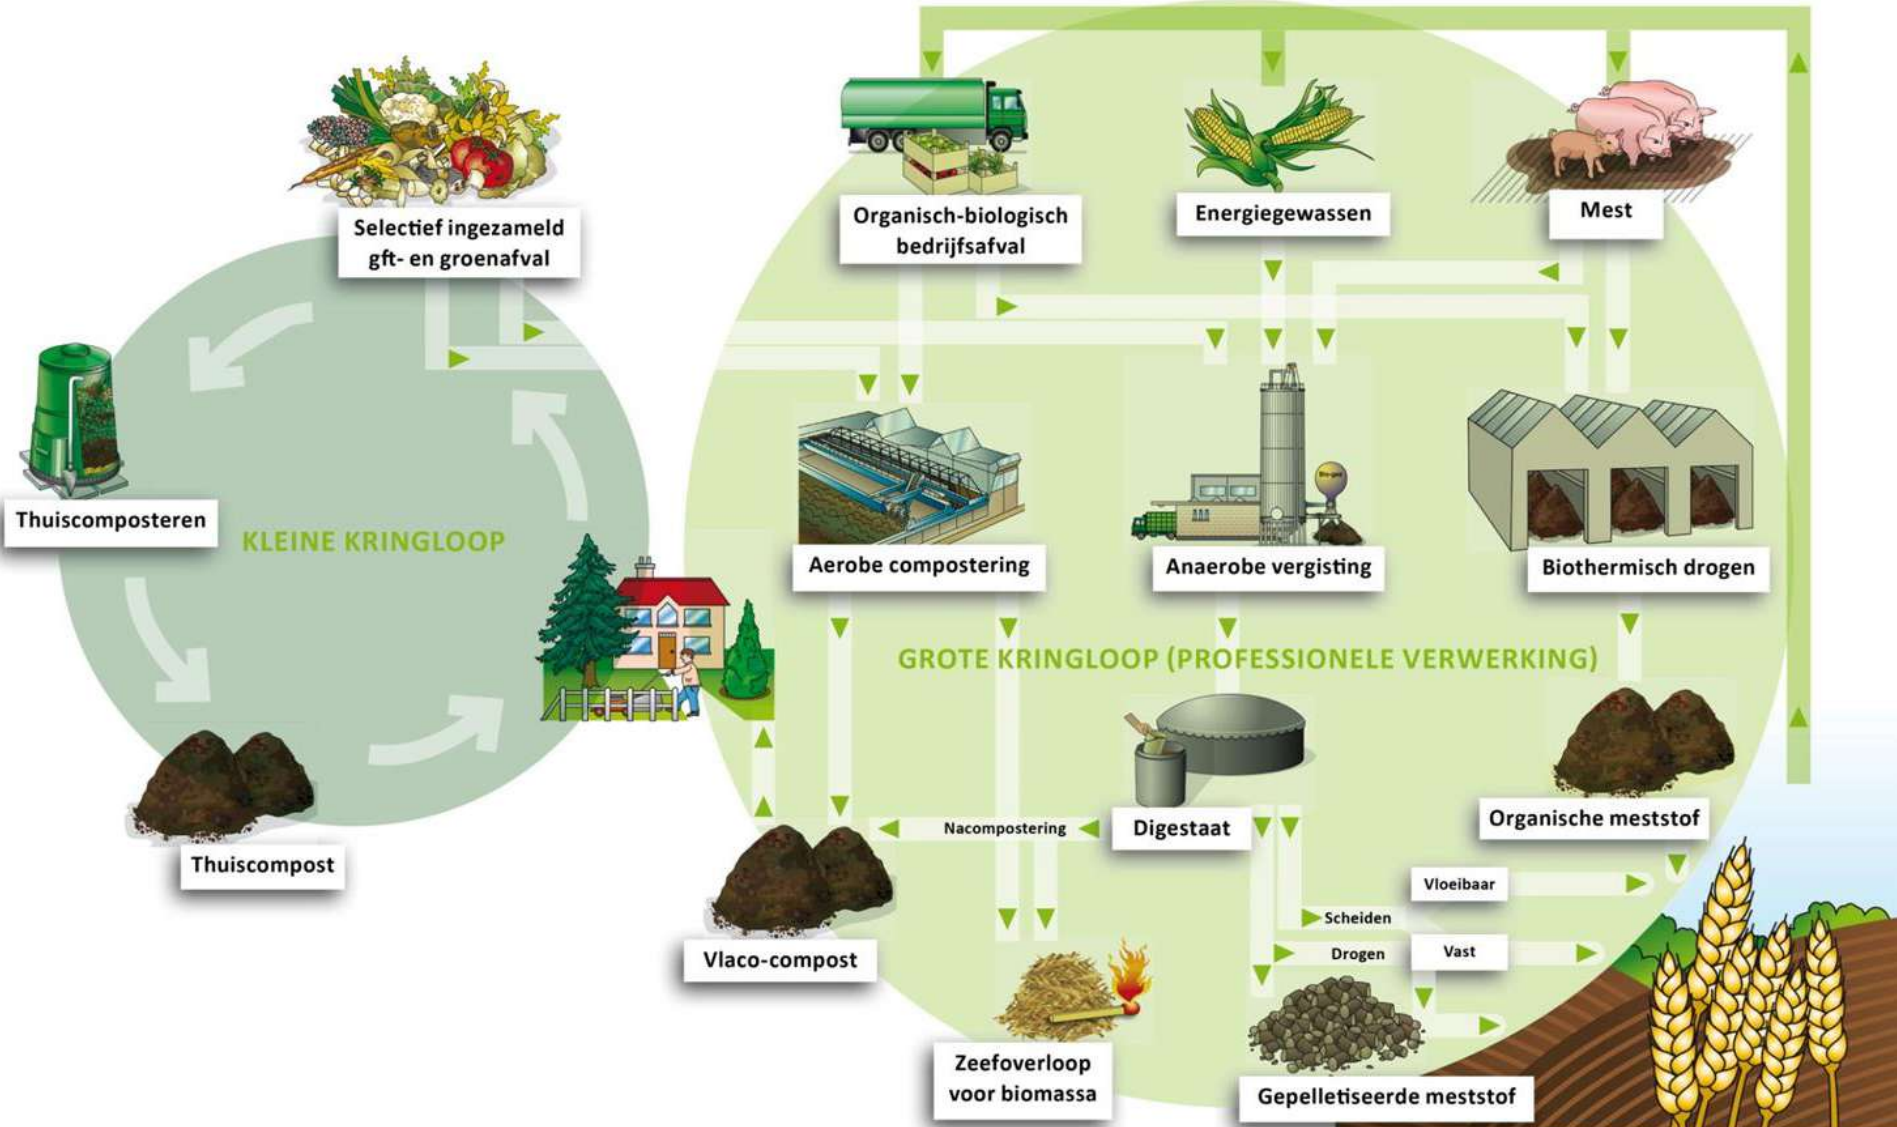 Selectief ingezameld
gft- en groenafval
Organisch-biologisch
bedrijfsafval
Energiegewassen
Mest
Thuiscomposteren
KLEINE KRINGLOOP
Aerobe compostering
Anaerobe vergisting
Bio-gas
Biothermisch drogen
GROTE KRINGLOOP (PROFESSIONELE VERWERKING)
Thuiscompost
Nacompostering
Digestaat
Organische meststof
Vloeibaar
Scheiden
Drogen
Vast
Vlaco-compost
Zeefoverloop
voor biomassa
Gepelletiseerde meststof